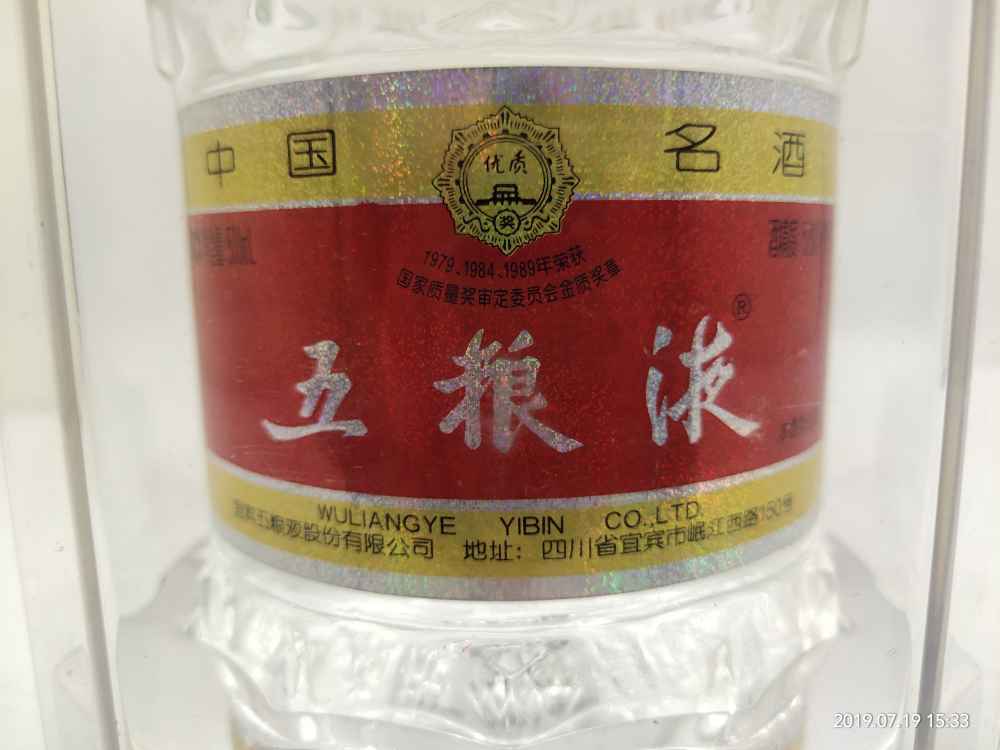 中国 名酒
优质
奖
1979、1984、1989年荣获
国家质量奖审定委员会金质奖章
五粮液®
WULIANGYE YIBIN CO.,LTD.
宜宾五粮液股份有限公司 地址：四川省宜宾市岷江西路150号
2019.07.19 15:33